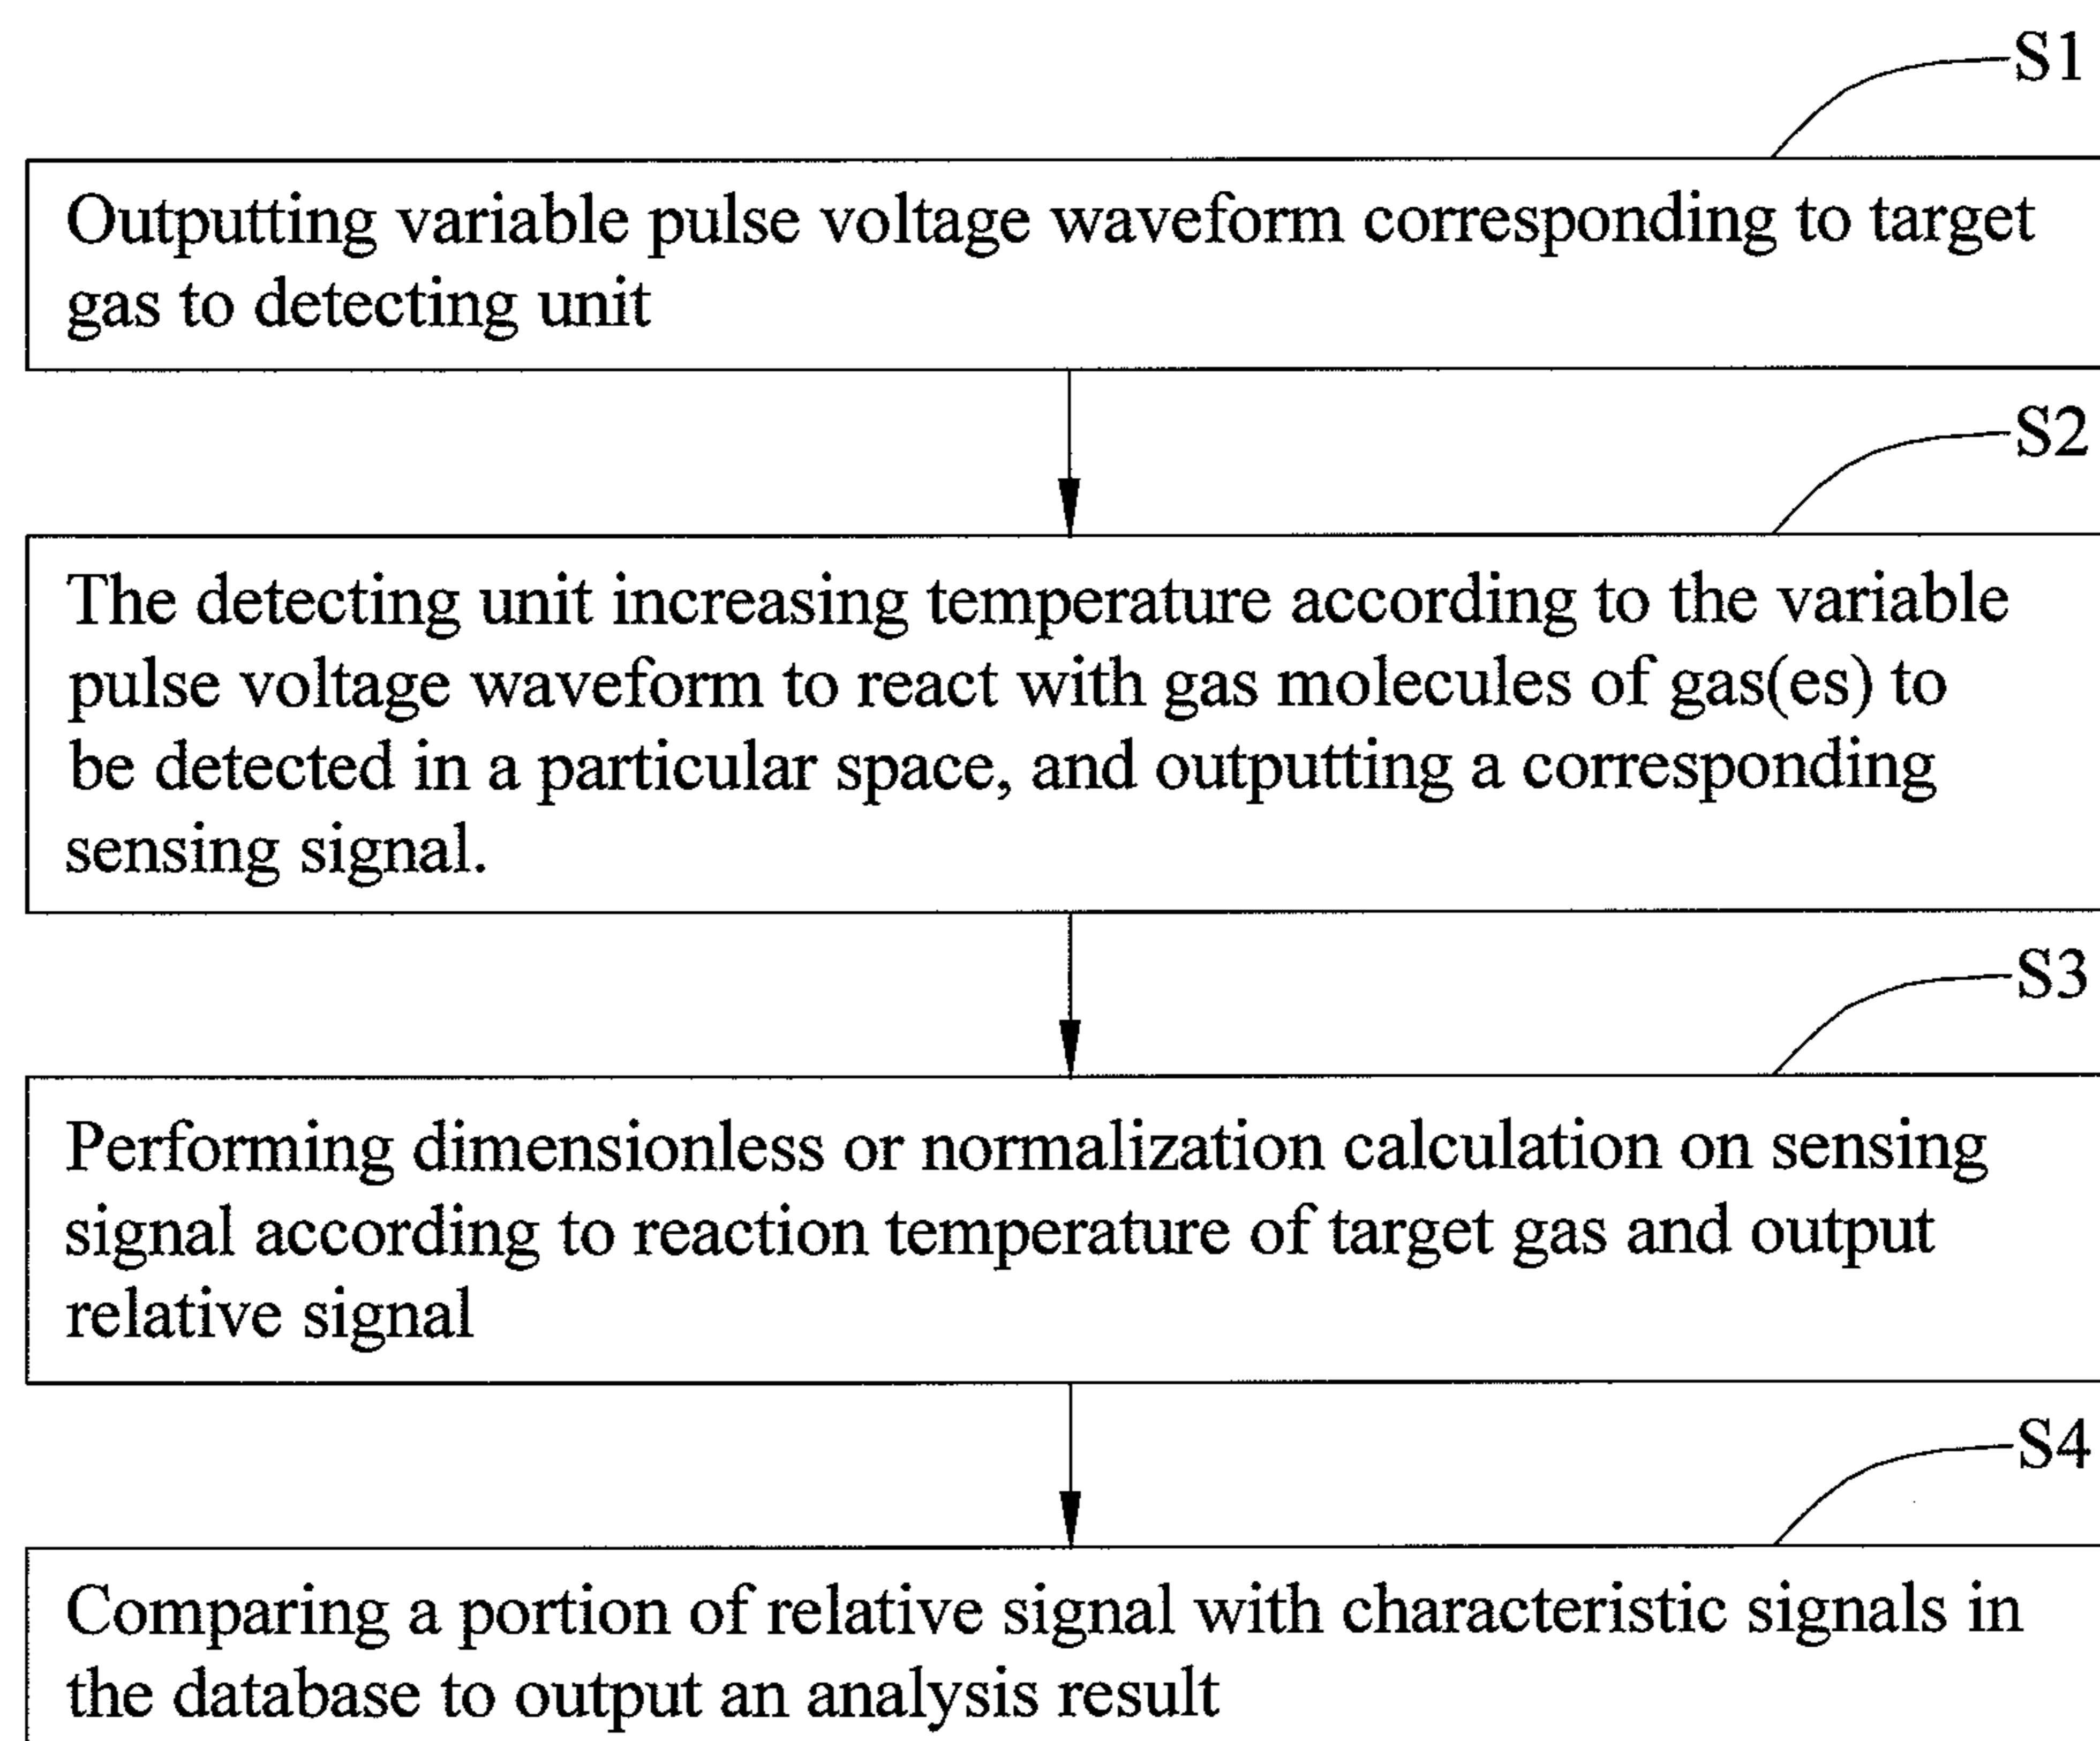 S1
Outputting variable pulse voltage waveform corresponding to target
gas to detecting unit
S2
The detecting unit increasing temperature according to the variable
pulse voltage waveform to react with gas molecules of gas(es) to
be detected in a particular space, and outputting a corresponding
sensing signal.
S3
Performing dimensionless or normalization calculation on sensing
signal according to reaction temperature of target gas and output
relative signal
S4
Comparing a portion of relative signal with characteristic signals in
the database to output an analysis result